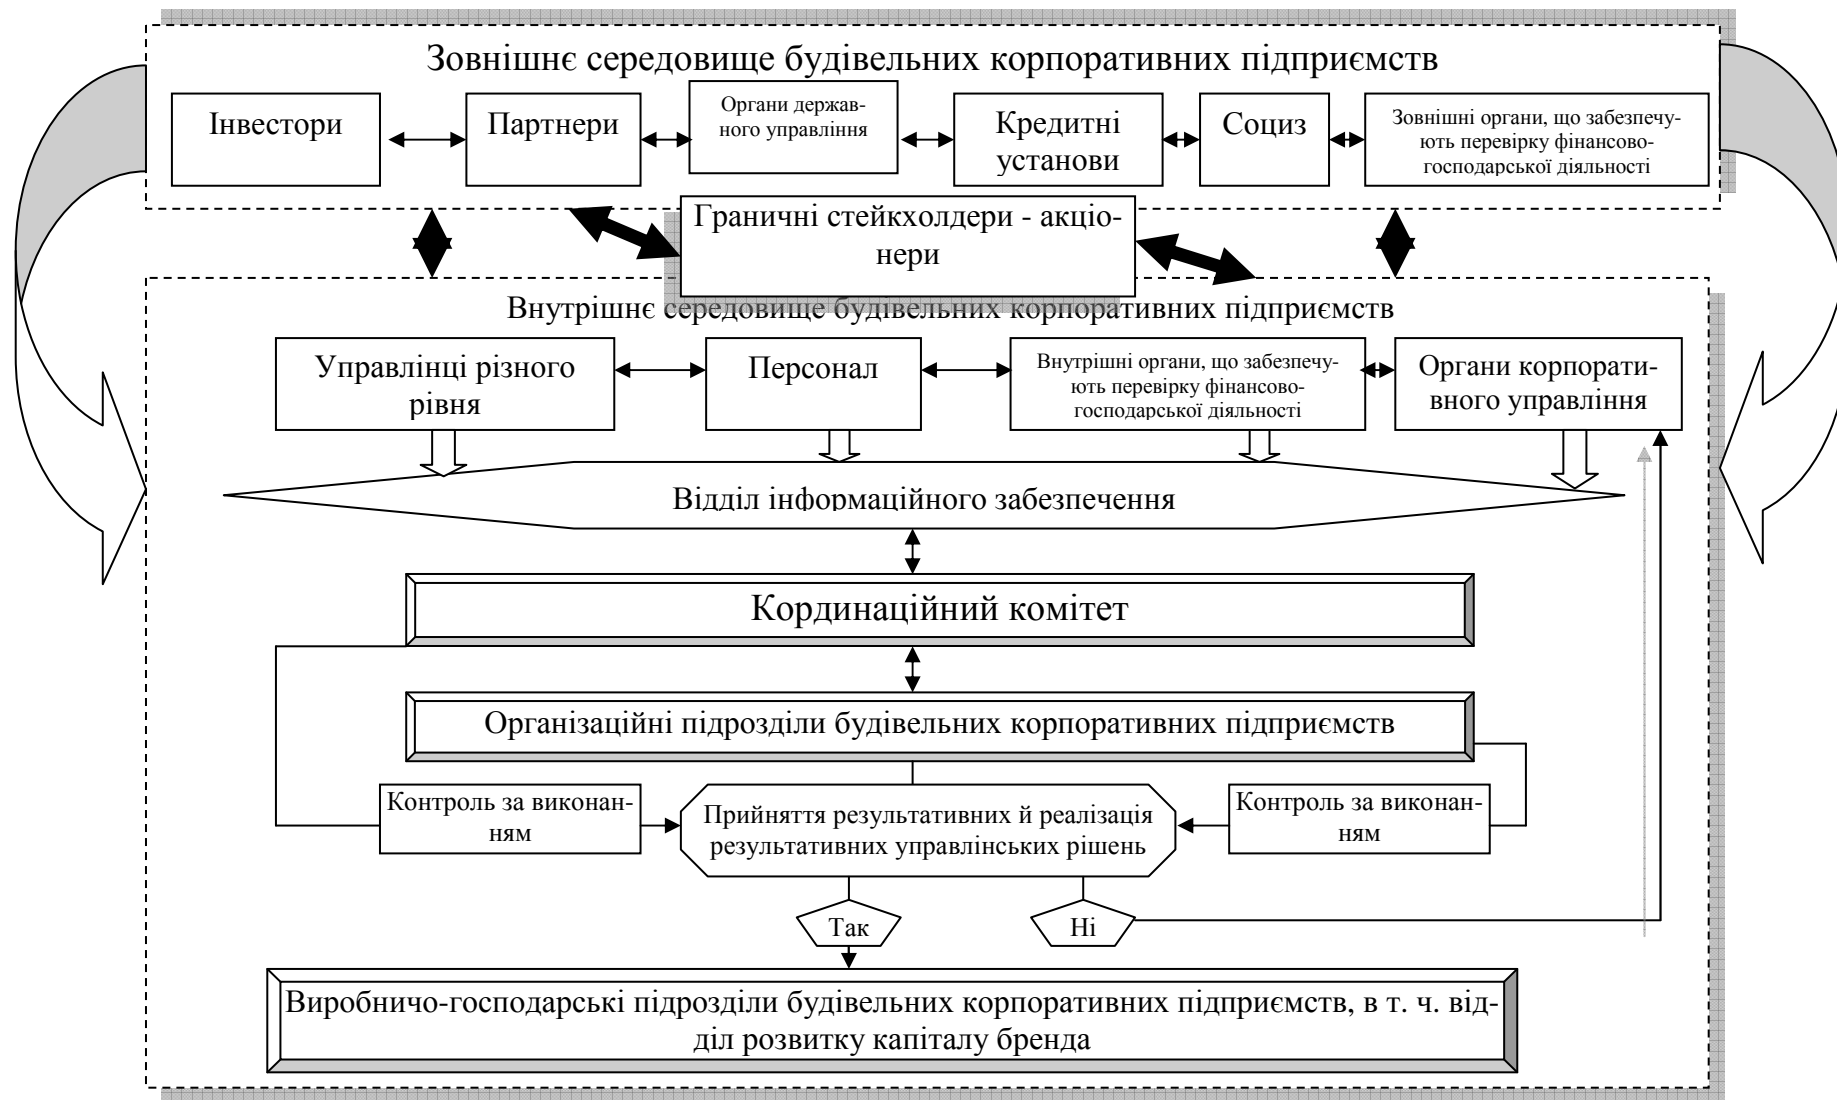 Зовнішнє середовище будівельних корпоративних підприємств
Інвестори
Партнери
Органи держав-
ного управління
Кредитні
установи
Социз
Зовнішні органи, що забезпечу-
ють перевірку фінансово-
господарської діяльності
Граничні стейкхолдери - акціо-
нери
Внутрішнє середовище будівельних корпоративних підприємств
Управлінці різного
рівня
Персонал
Внутрішні органи, що забезпечу-
ють перевірку фінансово-
господарської діяльності
Органи корпорати-
вного управління
Відділ інформаційного забезпечення
Кординаційний комітет
Організаційні підрозділи будівельних корпоративних підприємств
Контроль за виконан-
ням
Прийняття результативних й реалізація
результативних управлінських рішень
Контроль за виконан-
ням
Так
Ні
Виробничо-господарські підрозділи будівельних корпоративних підприємств, в т. ч. від-
діл розвитку капіталу бренда